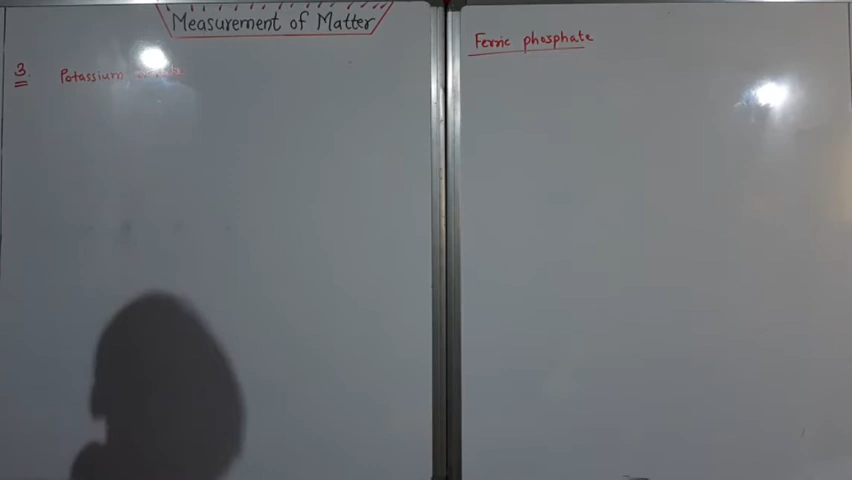 Measurement of Matter
3. Potassium
Ferric phosphate